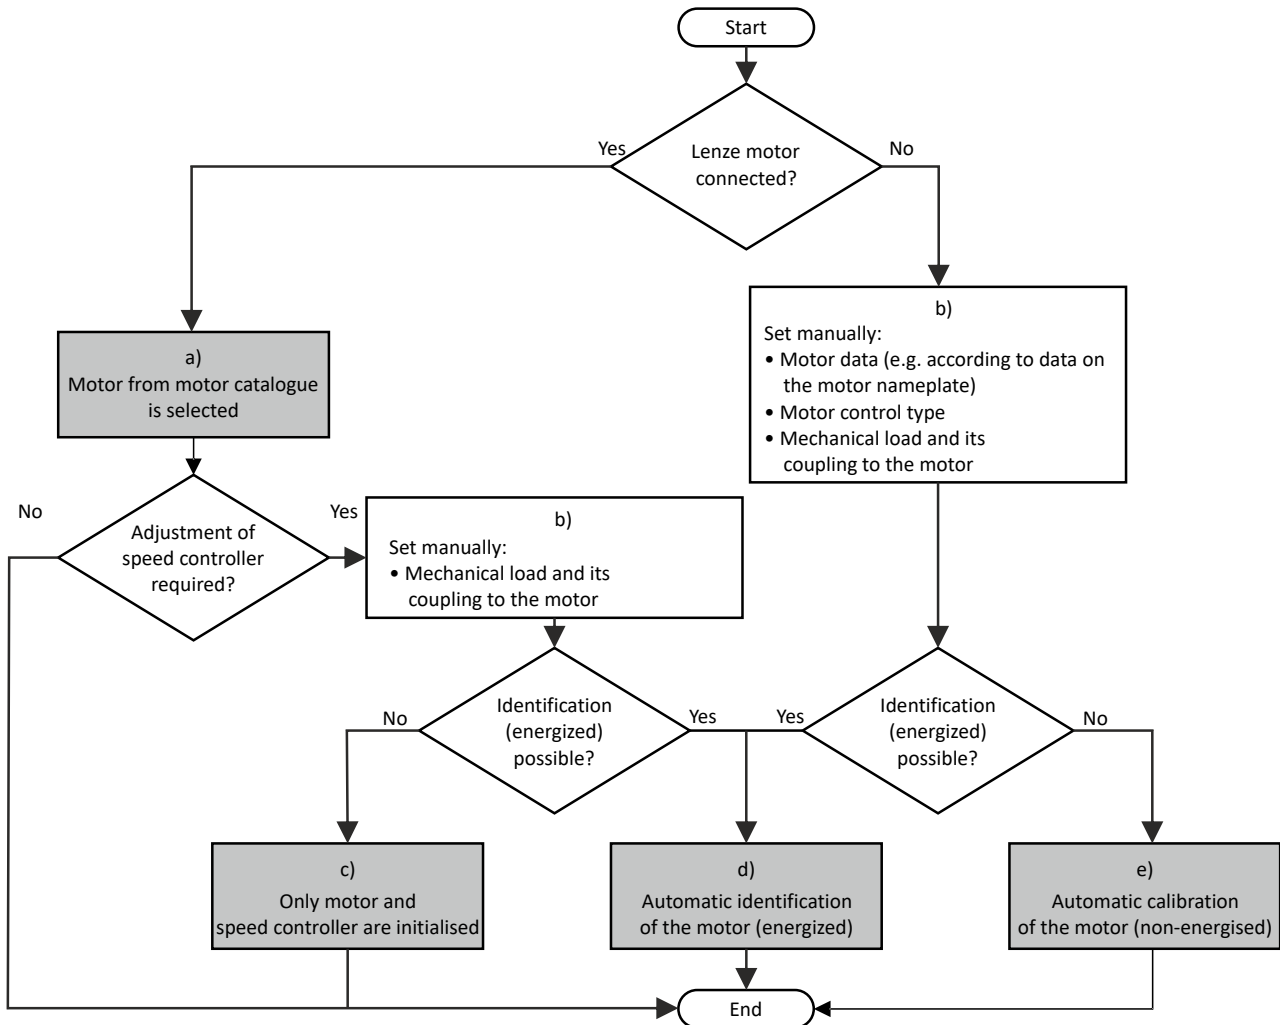 Start
Lenze motor
connected?
Yes
No
a)
Motor from motor catalogue
is selected
b)
Set manually:
• Motor data (e.g. according to data on
the motor nameplate)
• Motor control type
• Mechanical load and its
coupling to the motor
No
Adjustment of
speed controller
required?
Yes
b)
Set manually:
• Mechanical load and its
coupling to the motor
No
Identification
(energized)
possible?
Yes
Yes
Identification
(energized)
possible?
No
c)
Only motor and
speed controller are initialised
d)
Automatic identification
of the motor (energized)
e)
Automatic calibration
of the motor (non-energised)
End